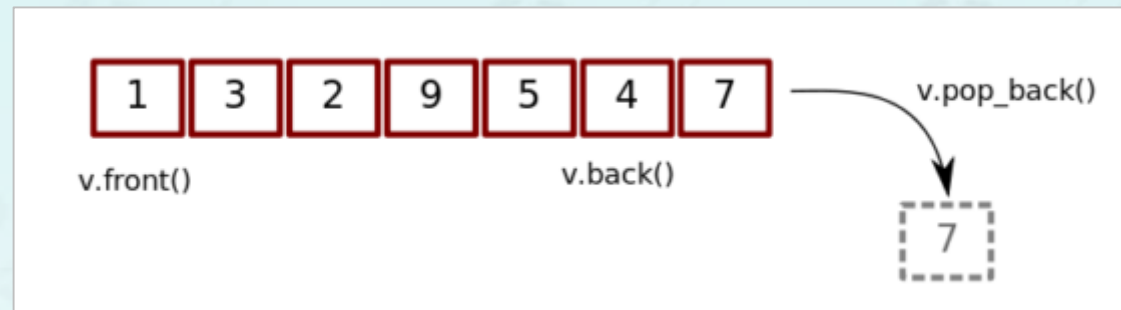 1 3 2 9 5 4 7
v.pop_back()
v.front()
v.back()
7